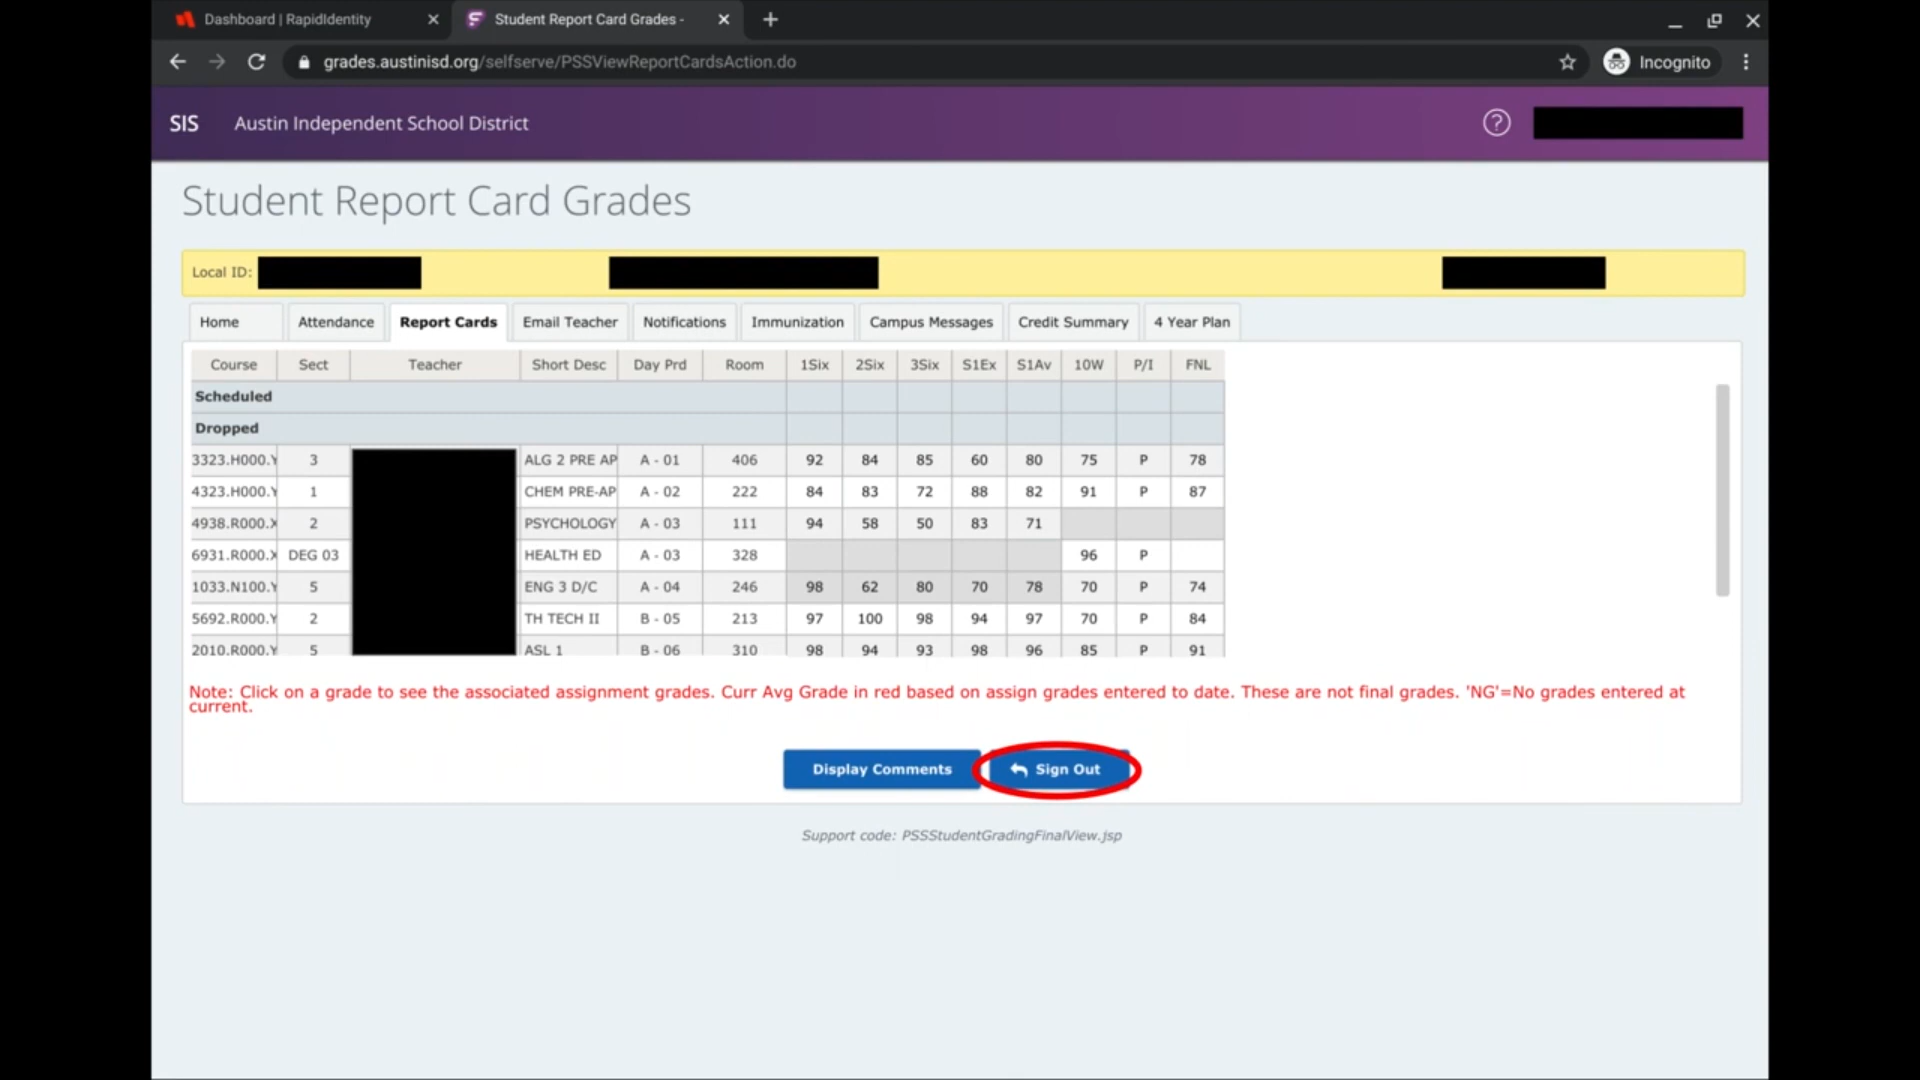 Dashboard | RapidIdentity
Student Report Card Grades -
grades.austinisd.org/selfserve/PSSViewReportCardsAction.do
Incognito
SIS Austin Independent School District ?
Student Report Card Grades
Local ID:
Home Attendance Report Cards Email Teacher Notifications Immunization Campus Messages Credit Summary 4 Year Plan
Course Sect Teacher Short Desc Day Prd Room 1Six 2Six 3Six S1Ex S1Av 10W P/I FNL
Scheduled
Dropped
3323.H000.Y 3 ALG 2 PRE AP A - 01 406 92 84 85 60 80 75 P 78
4323.H000.Y 1 CHEM PRE-AP A - 02 222 84 83 72 88 82 91 P 87
4938.R000.X 2 PSYCHOLOGY A - 03 111 94 58 50 83 71
6931.R000.X DEG 03 HEALTH ED A - 03 328 96 P
1033.N100.Y 5 ENG 3 D/C A - 04 246 98 62 80 70 78 70 P 74
5692.R000.Y 2 TH TECH II B - 05 213 97 100 98 94 97 70 P 84
2010.R000.Y 5 ASL 1 B - 06 310 98 94 93 98 96 85 P 91
Note: Click on a grade to see the associated assignment grades. Curr Avg Grade in red based on assign grades entered to date. These are not final grades. 'NG'=No grades entered at
current.
Display Comments Sign Out
Support code: PSSStudentGradingFinalView.jsp